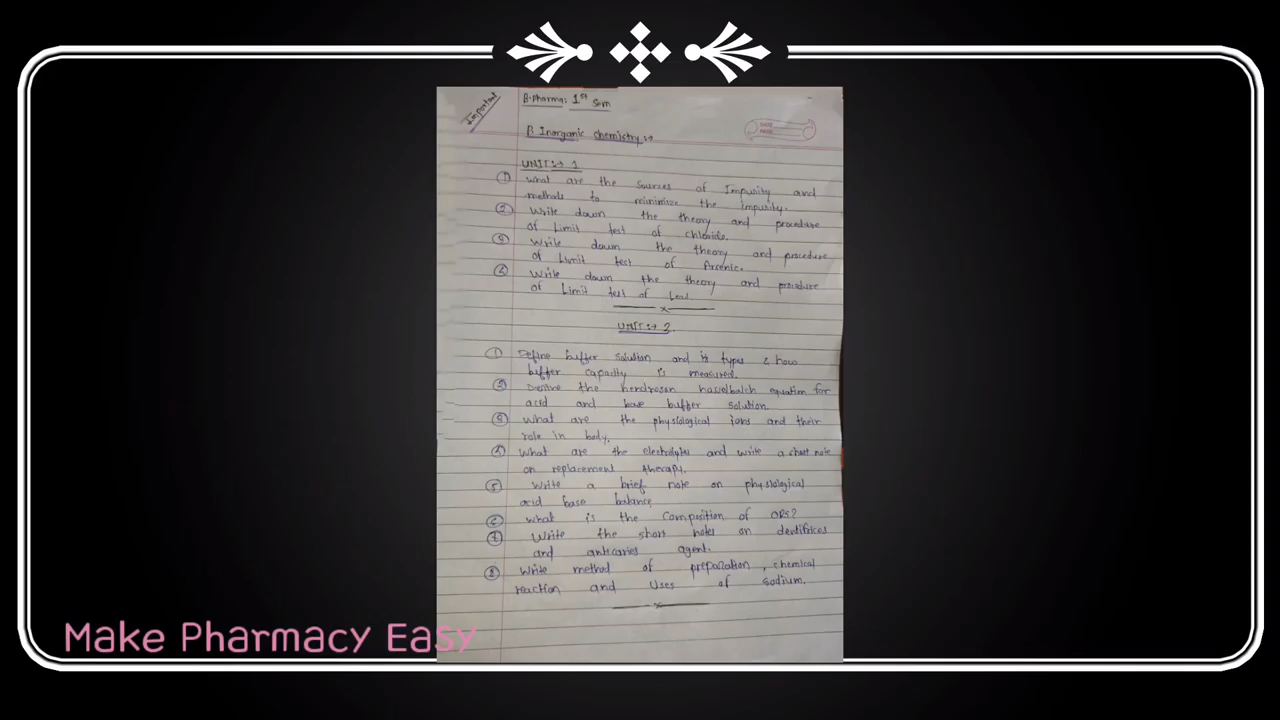 Important
B.pharma: 1st Sem
β Inorganic chemistry:→
UNIT:→ 1
① What are the Sources of Impurity and
methods to minimize the Impurity.
② Write down the theory and procedure
of Limit test of chloride.
③ Write down the theory and procedure
of Limit test of Arsenic.
④ Write down the theory and procedure
of Limit test of Lead
x
UNIT:→ 2.
① Define buffer solution and is types & how
buffer capacity is measured.
② Derive the henderson hasselbalch equation for
acid and base buffer solution.
③ What are the physiological ions and their
role in body.
④ What are the electrolytes and write a short note
on replacement therapy.
⑤ Write a brief note on physiological
acid base balance
⑥ What is the Composition of ORS?
⑦ Write the short notes on dentifrices
and anticaries agent.
⑧ Write method of preparation, chemical
reaction and Uses of sodium.
x
Make Pharmacy Easy